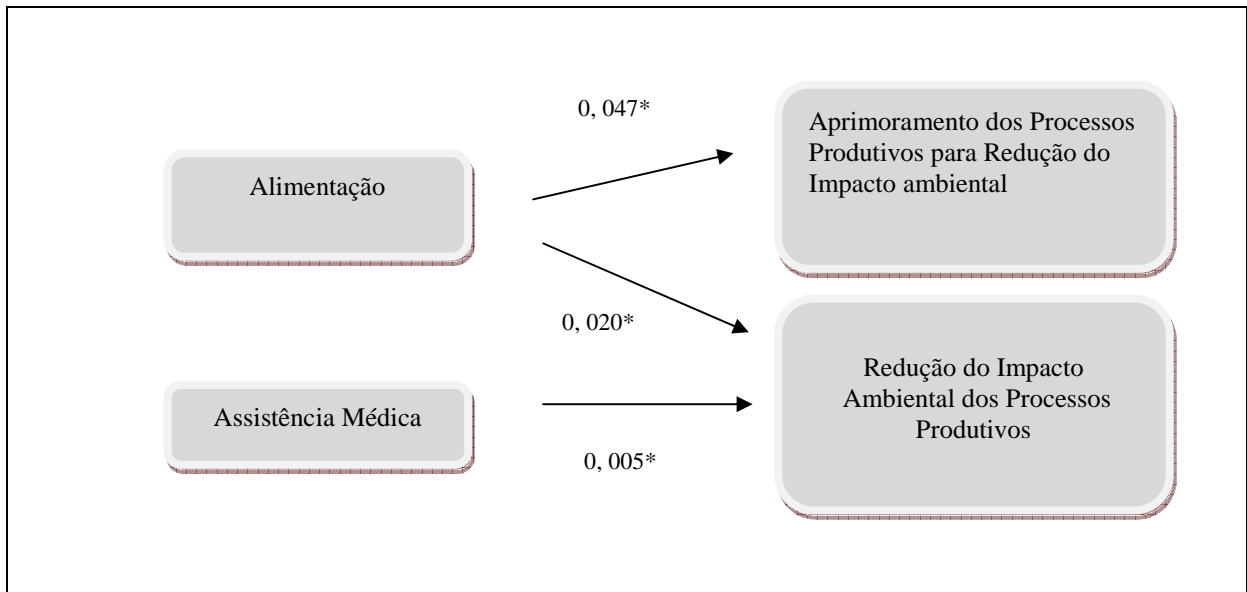 0, 047*
Aprimoramento dos Processos
Produtivos para Redução do
Impacto ambiental
Alimentação
0, 020*
Redução do Impacto
Ambiental dos Processos
Produtivos
Assistência Médica
0, 005*